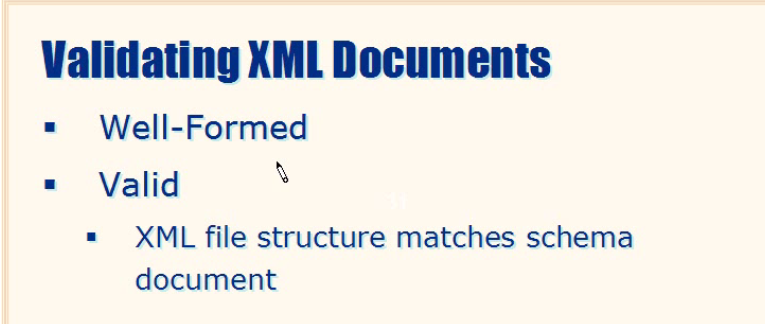 Validating XML Documents
Well-Formed
Valid
XML file structure matches schema
document